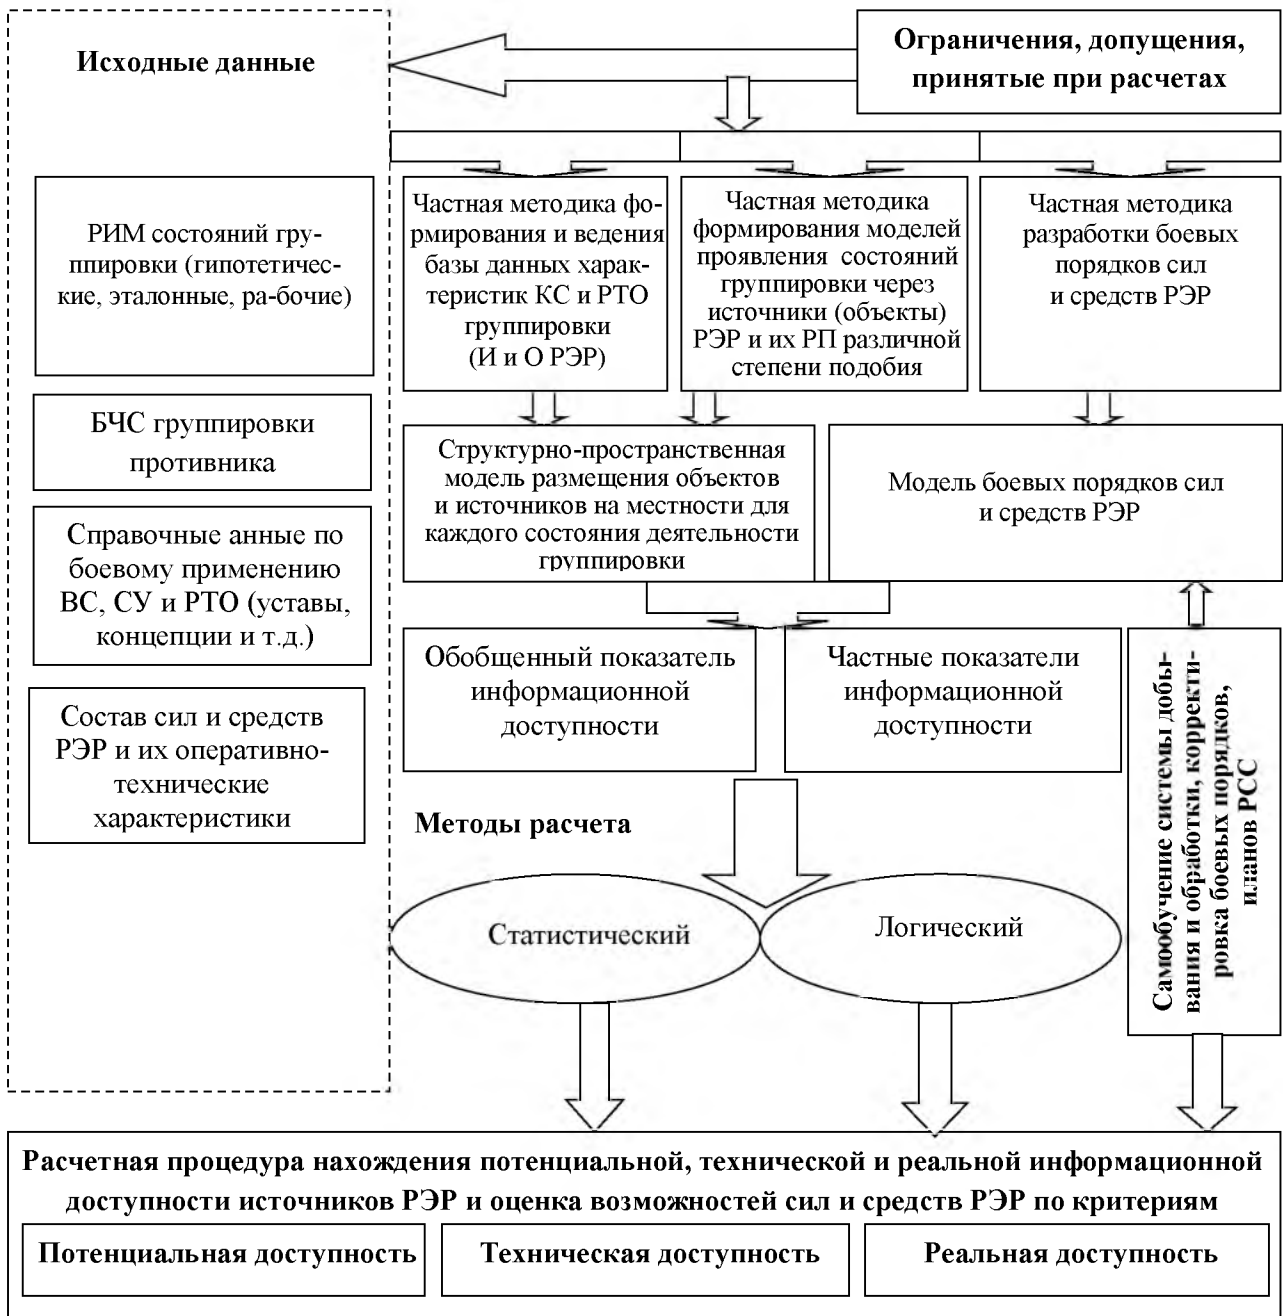 Исходные данные
Ограничения, допущения,
принятые при расчетах
РИМ состояний гру-
ппировки (гипотетичес-
кие, эталонные, ра-бочие)
БЧС группировки
противника
Справочные анные по
боевому применению
ВС, СУ и РТО (уставы,
концепции и т.д.)
Состав сил и средств
РЭР и их оперативно-
технические
характеристики
Частная методика фо-
рмирования и ведения
базы данных харак-
теристик КС и РТО
группировки
(И и О РЭР)
Частная методика
формирования моделей
проявления состояний
группировки через
источники (объекты)
РЭР и их РП различной
степени подобия
Частная методика
разработки боевых
порядков сил
и средств РЭР
Структурно-пространственная
модель размещения объектов
и источников на местности для
каждого состояния деятельности
группировки
Модель боевых порядков сил
и средств РЭР
Обобщенный показатель
информационной
доступности
Частные показатели
информационной
доступности
Самообучение системы добы-
вания и обработки, корректи-
ровка боевых порядков,
иланов РСС
Методы расчета
Статистический
Логический
Расчетная процедура нахождения потенциальной, технической и реальной информационной
доступности источников РЭР и оценка возможностей сил и средств РЭР по критериям
Потенциальная доступность
Техническая доступность
Реальная доступность